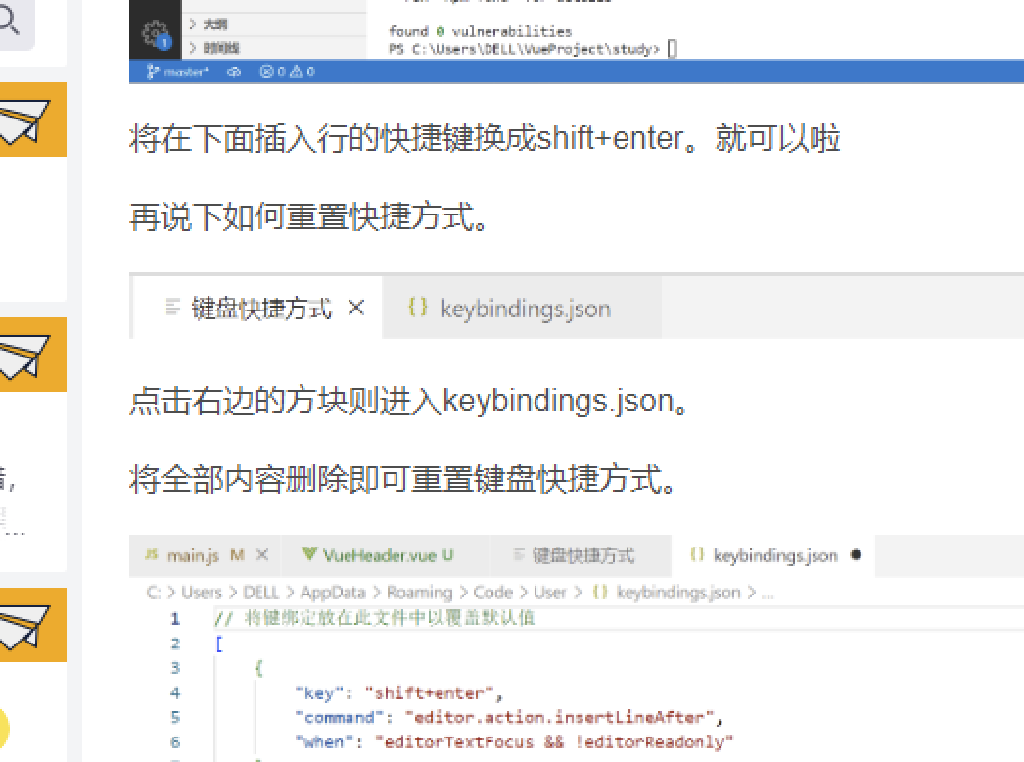 大纲
found 0 vulnerabilities
时间线
PS C:\Users\DELL\VueProject\study>
1
master* 0 0
将在下面插入行的快捷键换成shift+enter。就可以啦
再说下如何重置快捷方式。
键盘快捷方式 × {} keybindings.json
点击右边的方块则进入keybindings.json。
将全部内容删除即可重置键盘快捷方式。
JS main.js M × VueHeader.vue U 键盘快捷方式 {} keybindings.json ●
C: > Users > DELL > AppData > Roaming > Code > User > {} keybindings.json > ...
1 // 将键绑定放在此文件中以覆盖默认值
2 [
3 {
4 "key": "shift+enter",
5 "command": "editor.action.insertLineAfter",
6 "when": "editorTextFocus && !editorReadonly"